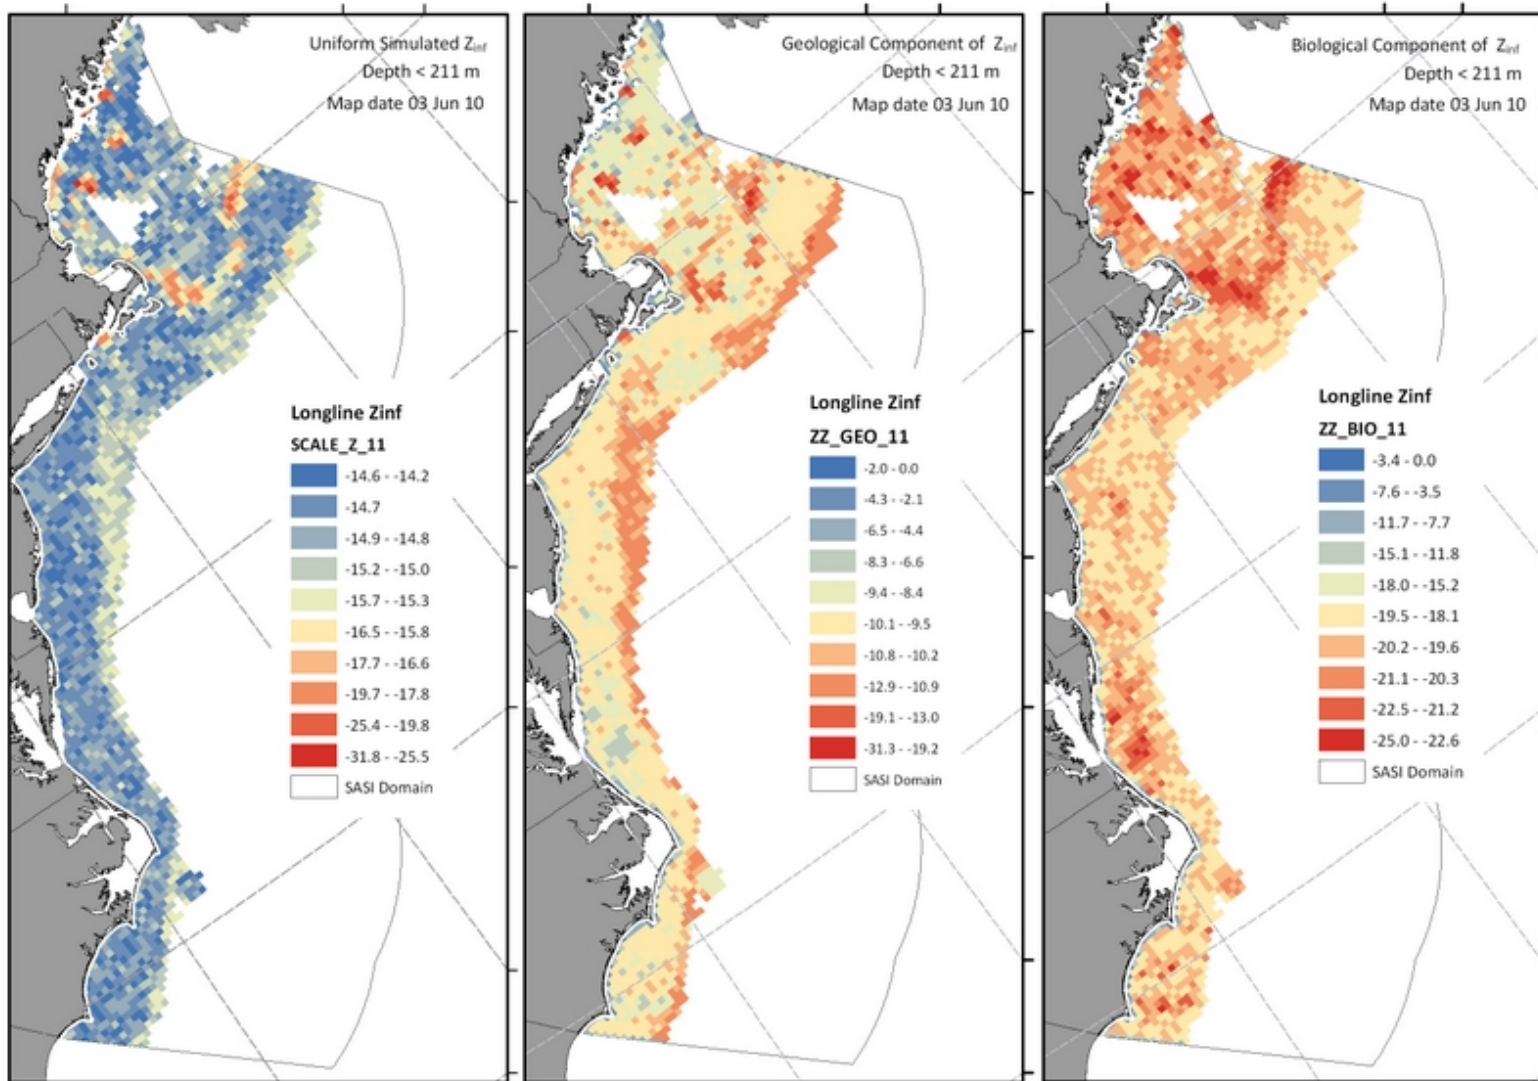 Uniform Simulated Zinf
Depth < 211 m
Map date 03 Jun 10
Longline Zinf
SCALE_Z_11
-14.6 - -14.2
-14.7
-14.9 - -14.8
-15.2 - -15.0
-15.7 - -15.3
-16.5 - -15.8
-17.7 - -16.6
-19.7 - -17.8
-25.4 - -19.8
-31.8 - -25.5
SASI Domain
Geological Component of Zinf
Depth < 211 m
Map date 03 Jun 10
Longline Zinf
ZZ_GEO_11
-2.0 - 0.0
-4.3 - -2.1
-6.5 - -4.4
-8.3 - -6.6
-9.4 - -8.4
-10.1 - -9.5
-10.8 - -10.2
-12.9 - -10.9
-19.1 - -13.0
-31.3 - -19.2
SASI Domain
Biological Component of Zinf
Depth < 211 m
Map date 03 Jun 10
Longline Zinf
ZZ_BIO_11
-3.4 - 0.0
-7.6 - -3.5
-11.7 - -7.7
-15.1 - -11.8
-18.0 - -15.2
-19.5 - -18.1
-20.2 - -19.6
-21.1 - -20.3
-22.5 - -21.2
-25.0 - -22.6
SASI Domain